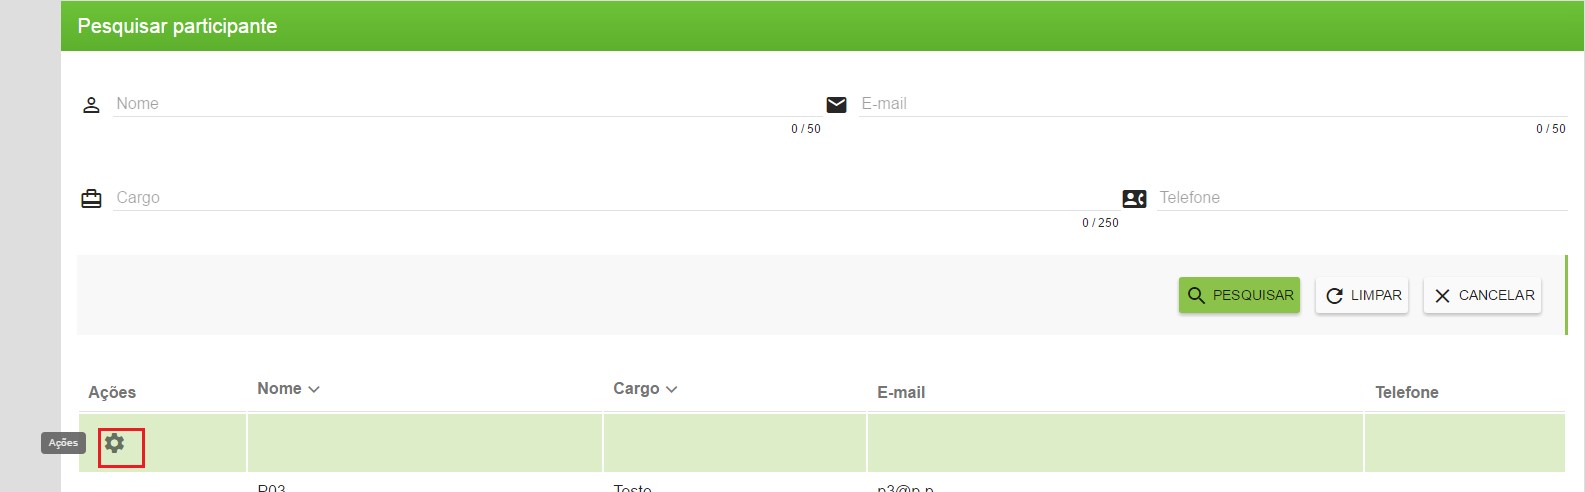 Pesquisar participante
Nome E-mail
0 / 50 0 / 50
Cargo Telefone
0 / 250
PESQUISAR LIMPAR CANCELAR
Ações Nome Cargo E-mail Telefone
Ações
P03 Teste p3@p.p